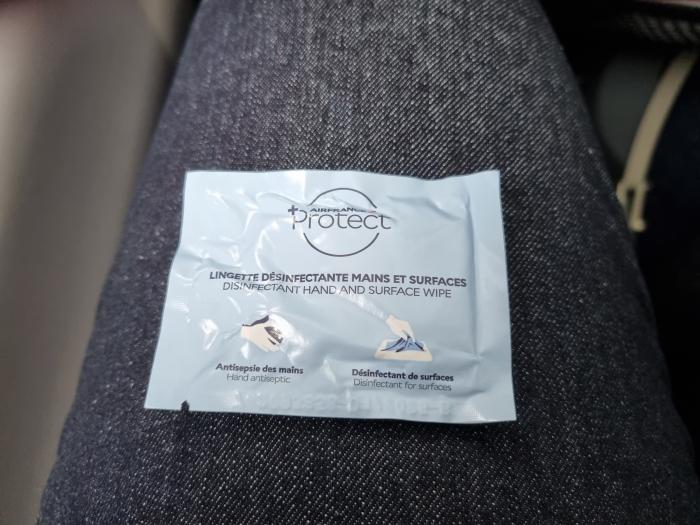 AIRFRANCE
+Protect
LINGETTE DÉSINFECTANTE MAINS ET SURFACES
DISINFECTANT HAND AND SURFACE WIPE
Antisepsie des mains
Hand antiseptic
Désinfectant de surfaces
Disinfectant for surfaces